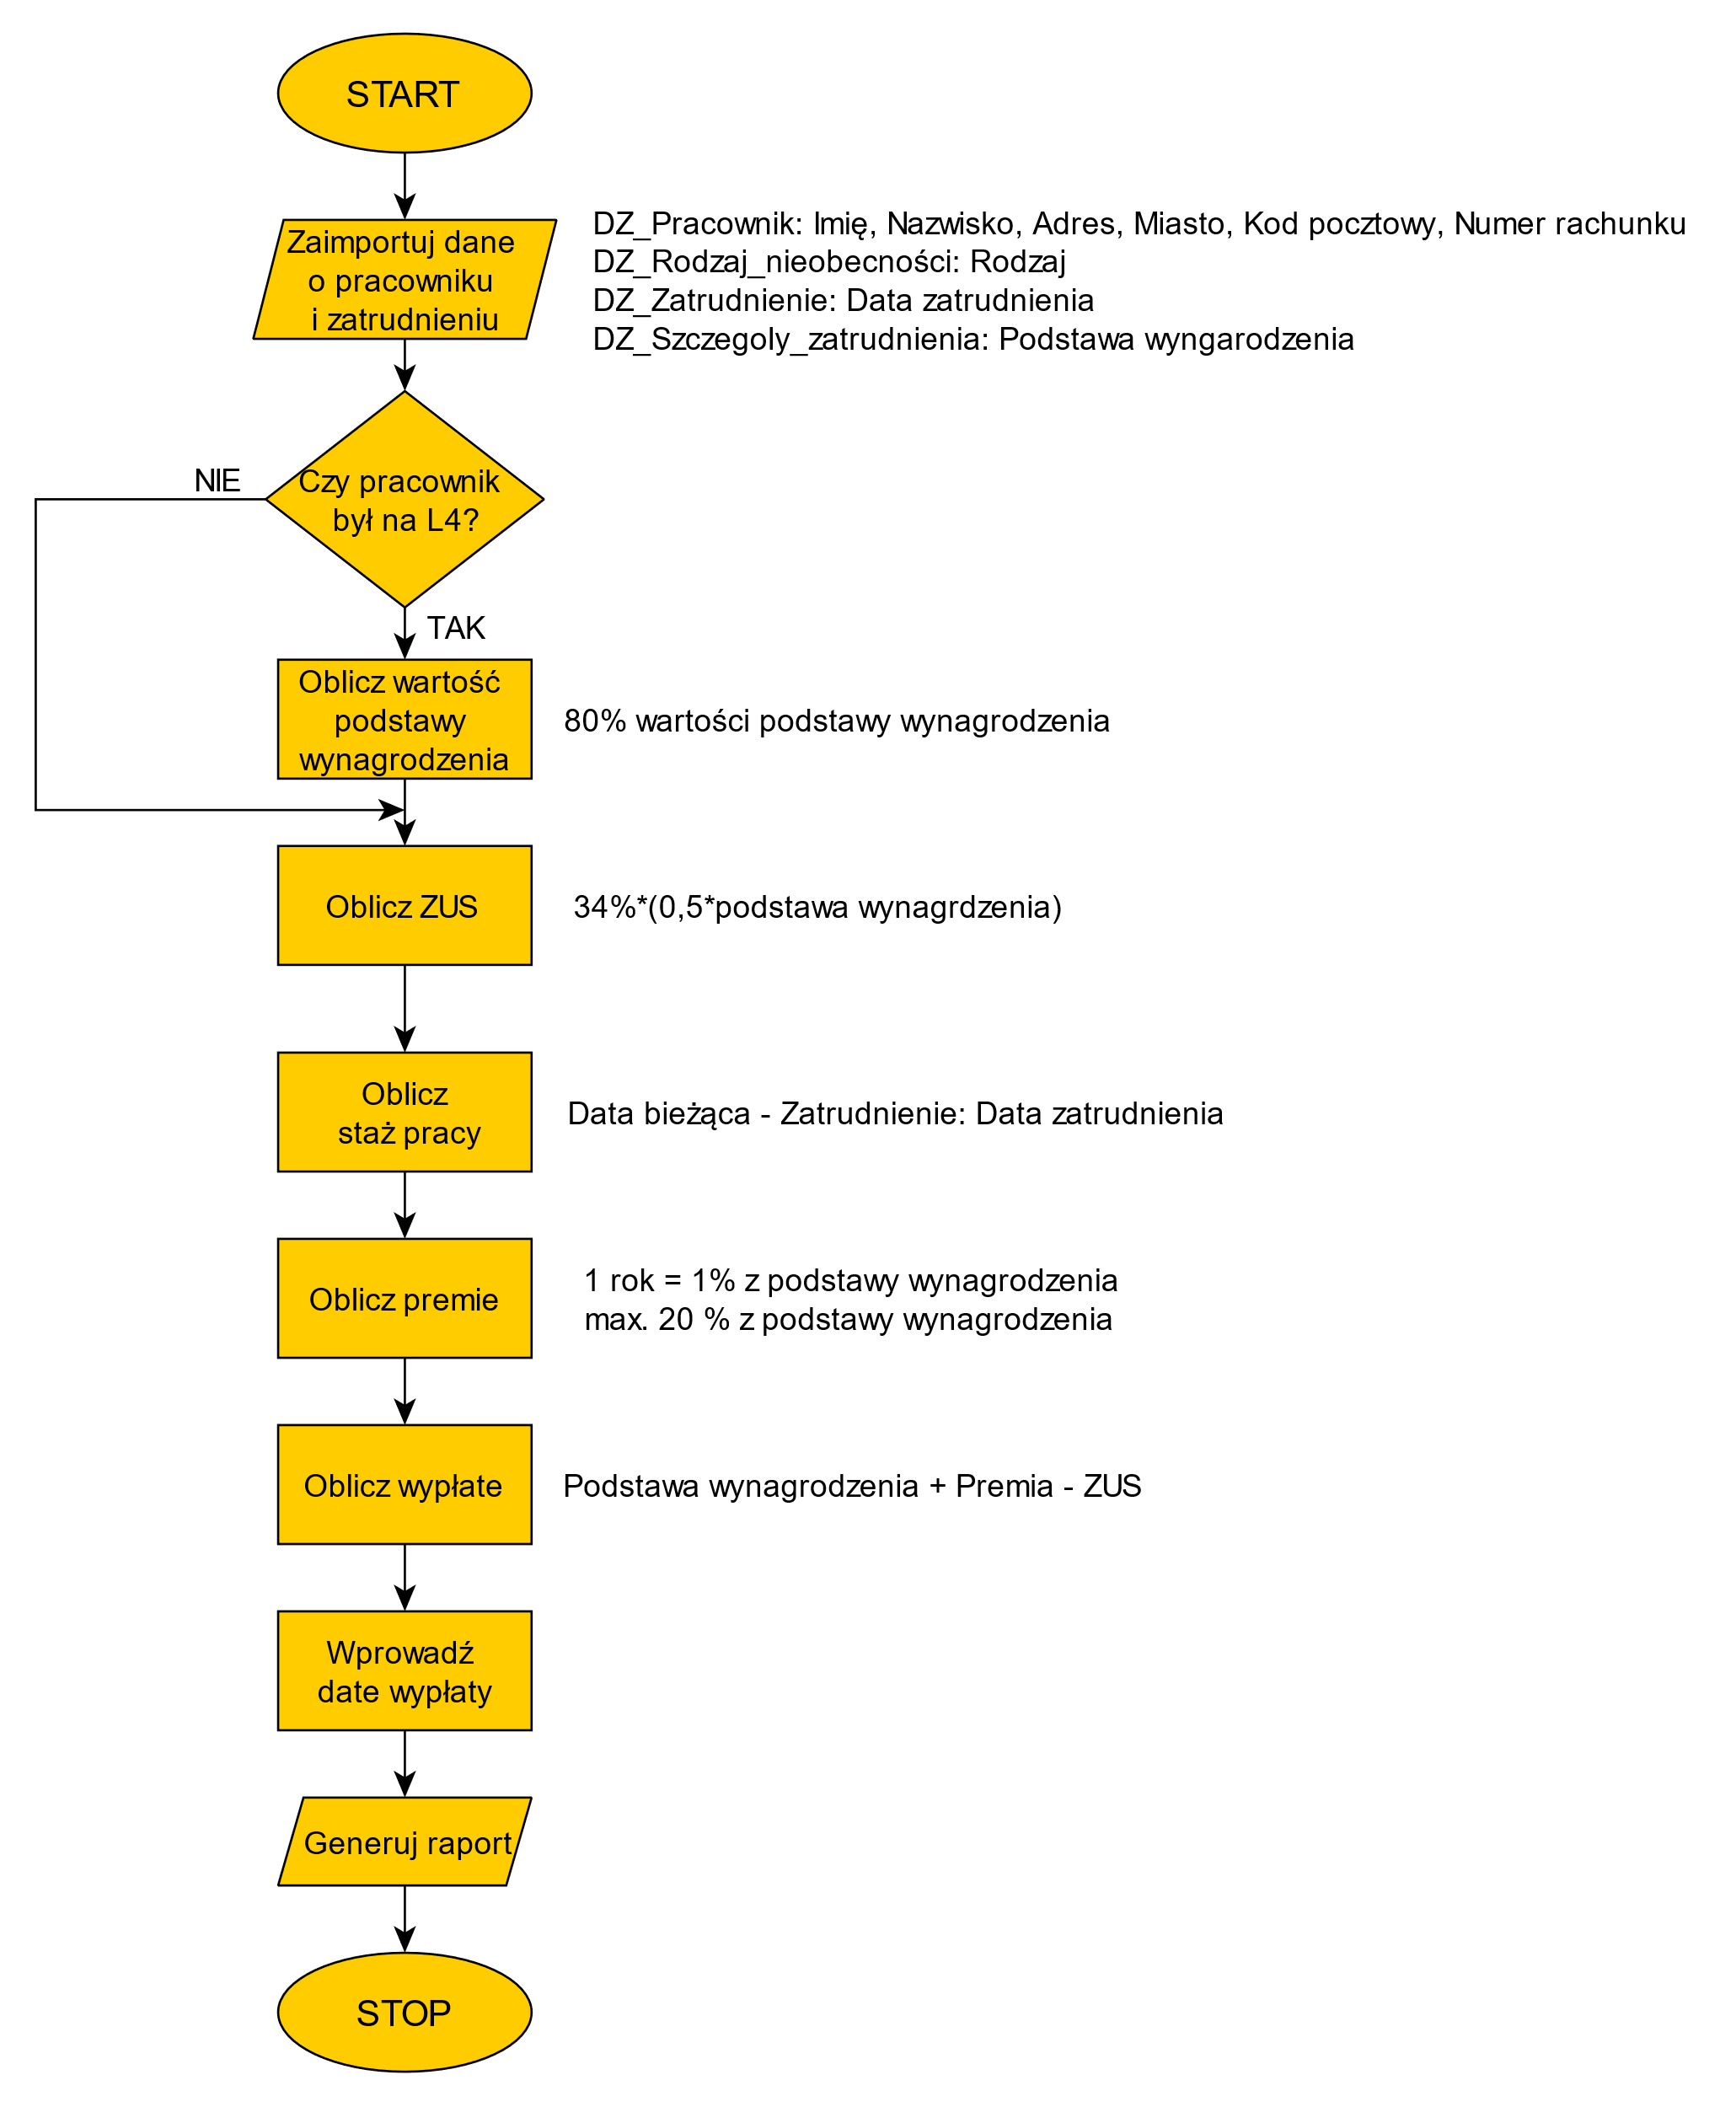 START
Zaimportuj dane
o pracowniku
i zatrudnieniu
DZ_Pracownik: Imię, Nazwisko, Adres, Miasto, Kod pocztowy, Numer rachunku
DZ_Rodzaj_nieobecności: Rodzaj
DZ_Zatrudnienie: Data zatrudnienia
DZ_Szczegoly_zatrudnienia: Podstawa wyngarodzenia
NIE
Czy pracownik
był na L4?
TAK
Oblicz wartość
podstawy
wynagrodzenia
80% wartości podstawy wynagrodzenia
Oblicz ZUS
34%*(0,5*podstawa wynagrdzenia)
Oblicz
staż pracy
Data bieżąca - Zatrudnienie: Data zatrudnienia
Oblicz premie
1 rok = 1% z podstawy wynagrodzenia
max. 20 % z podstawy wynagrodzenia
Oblicz wypłate
Podstawa wynagrodzenia + Premia - ZUS
Wprowadź
date wypłaty
Generuj raport
STOP